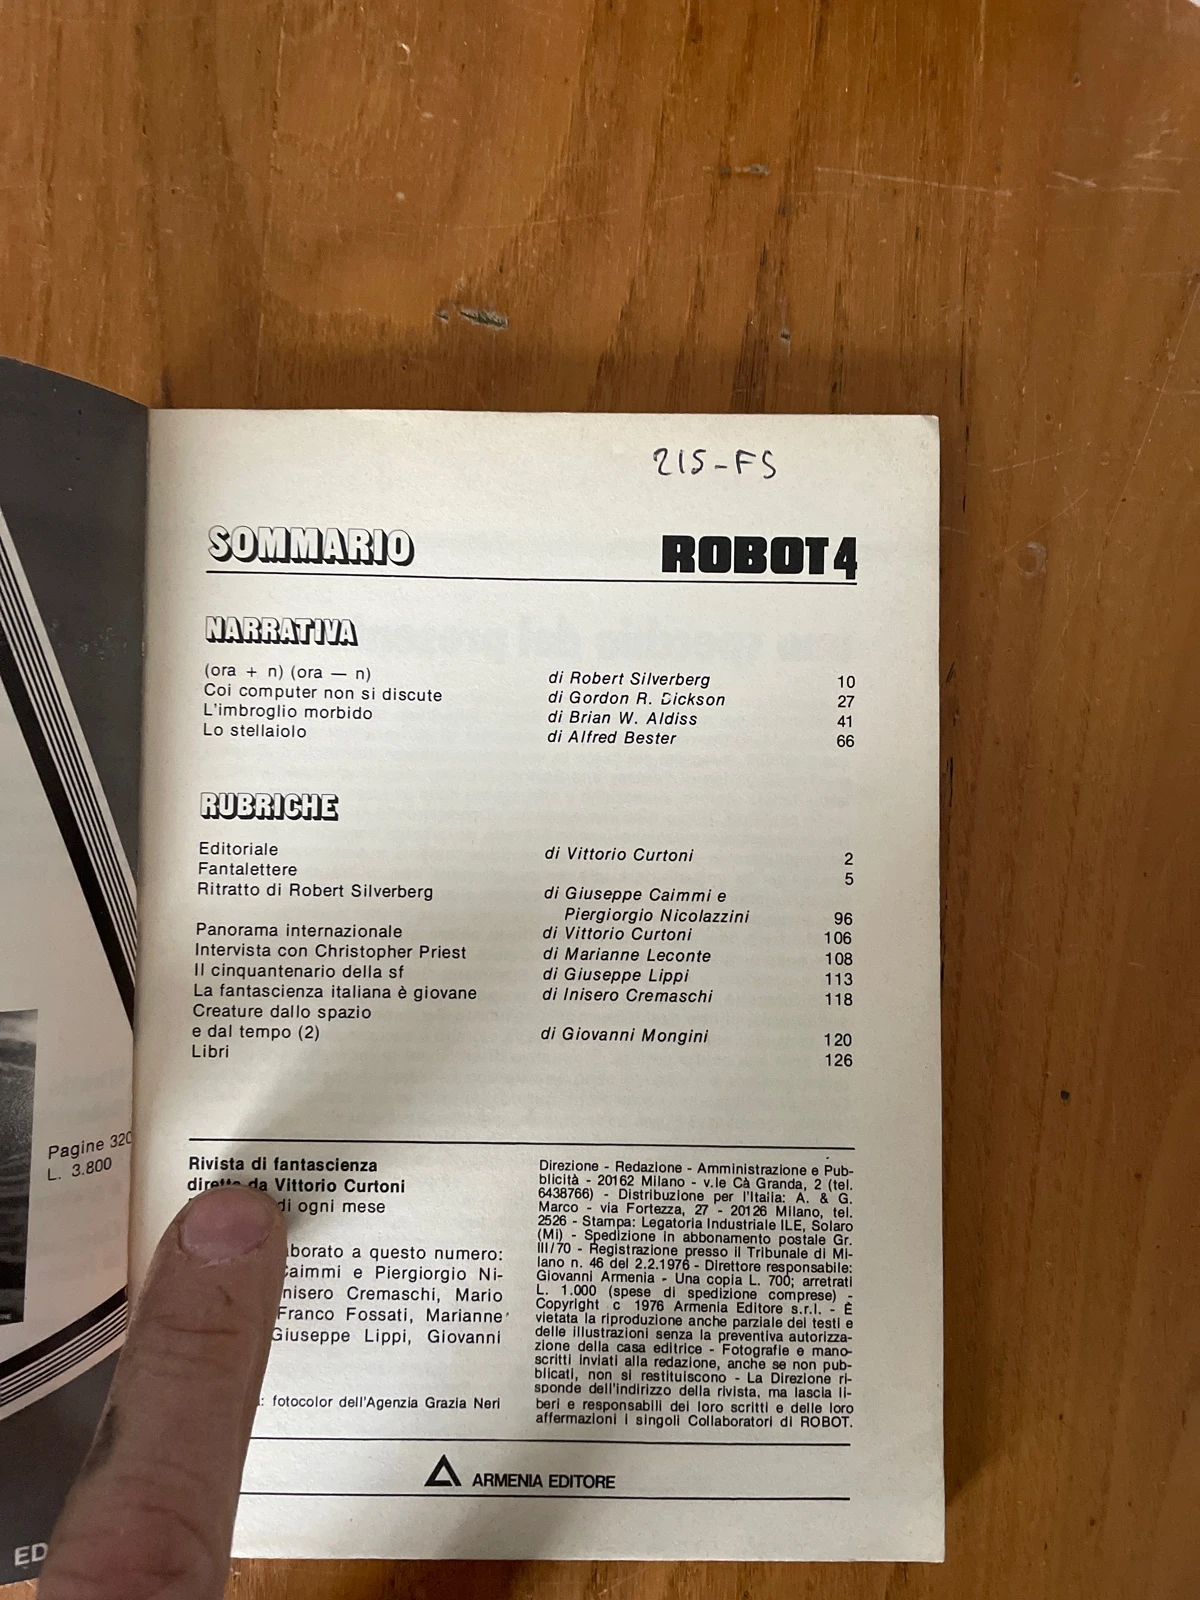 215-FS
SOMMARIO ROBOT 4
NARRATIVA
(ora + n) (ora — n) di Robert Silverberg 10
Coi computer non si discute di Gordon R. Dickson 27
L'imbroglio morbido di Brian W. Aldiss 41
Lo stellaiolo di Alfred Bester 66
RUBRICHE
Editoriale di Vittorio Curtoni 2
Fantalettere 5
Ritratto di Robert Silverberg di Giuseppe Caimmi e
Piergiorgio Nicolazzini 96
Panorama internazionale di Vittorio Curtoni 106
Intervista con Christopher Priest di Marianne Leconte 108
Il cinquantenario della sf di Giuseppe Lippi 113
La fantascienza italiana è giovane di Inisero Cremaschi 118
Creature dallo spazio
e dal tempo (2) di Giovanni Mongini 120
Libri 126
Pagine 320
L. 3.800
Rivista di fantascienza
diretta da Vittorio Curtoni
di ogni mese
aborato a questo numero:
Caimmi e Piergiorgio Ni-
nisero Cremaschi, Mario
Franco Fossati, Marianne
Giuseppe Lippi, Giovanni
: fotocolor dell'Agenzia Grazia Neri
Direzione - Redazione - Amministrazione e Pub-
blicità - 20162 Milano - v.le Cà Granda, 2 (tel.
6438766) - Distribuzione per l'Italia: A. & G.
Marco - via Fortezza, 27 - 20126 Milano, tel.
2526 - Stampa: Legatoria Industriale ILE, Solaro
(Mi) - Spedizione in abbonamento postale Gr.
III/70 - Registrazione presso il Tribunale di Mi-
lano n. 46 del 2.2.1976 - Direttore responsabile:
Giovanni Armenia - Una copia L. 700; arretrati
L. 1.000 (spese di spedizione comprese) -
Copyright c 1976 Armenia Editore s.r.l. - È
vietata la riproduzione anche parziale dei testi e
delle illustrazioni senza la preventiva autorizza-
zione della casa editrice - Fotografie e mano-
scritti inviati alla redazione, anche se non pub-
blicati, non si restituiscono - La Direzione ri-
sponde dell'indirizzo della rivista, ma lascia li-
beri e responsabili dei loro scritti e delle loro
affermazioni i singoli Collaboratori di ROBOT.
ARMENIA EDITORE
ED